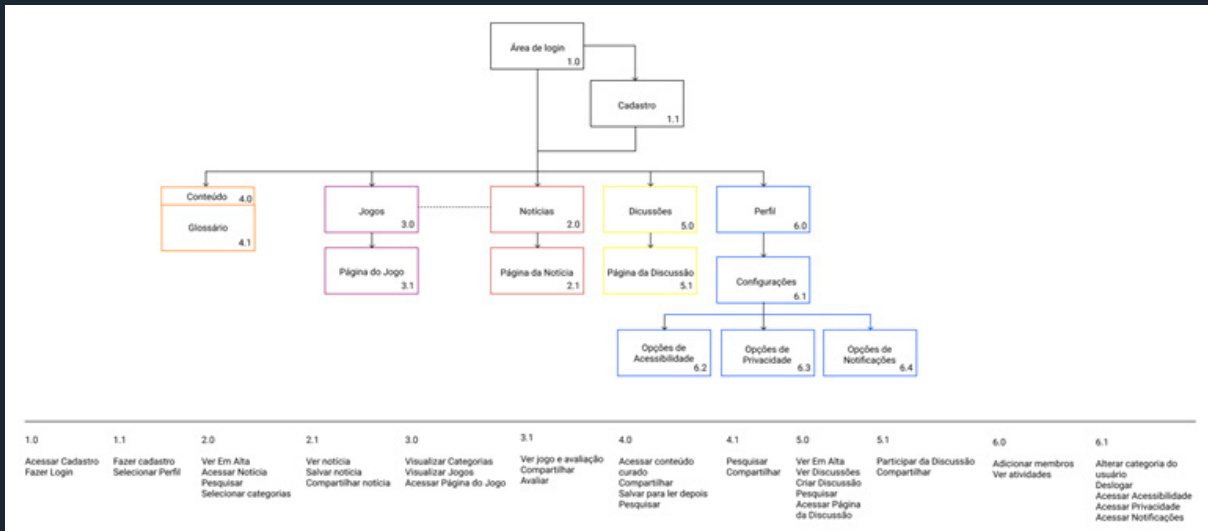 Área de login
1.0
Cadastro
1.1
Conteúdo
4.0
Glossário
4.1
Jogos
3.0
Notícias
2.0
Dicussões
5.0
Perfil
6.0
Página do Jogo
3.1
Página da Notícia
2.1
Página da Discussão
5.1
Configurações
6.1
Opções de
Acessibilidade
6.2
Opções de
Privacidade
6.3
Opções de
Notificações
6.4
1.0
Acessar Cadastro
Fazer Login
1.1
Fazer cadastro
Selecionar Perfil
2.0
Ver Em Alta
Acessar Notícia
Pesquisar
Selecionar categorias
2.1
Ver notícia
Salvar notícia
Compartilhar notícia
3.0
Visualizar Categorias
Visualizar Jogos
Acessar Página do Jogo
3.1
Ver jogo e avaliação
Compartilhar
Avaliar
4.0
Acessar conteúdo
curado
Compartilhar
Salvar para ler depois
Pesquisar
4.1
Pesquisar
Compartilhar
5.0
Ver Em Alta
Ver Discussões
Criar Discussão
Pesquisar
Acessar Página
da Discussão
5.1
Participar da Discussão
Compartilhar
6.0
Adicionar membros
Ver atividades
6.1
Alterar categoria do
usuário
Deslogar
Acessar Acessibilidade
Acessar Privacidade
Acessar Notificações